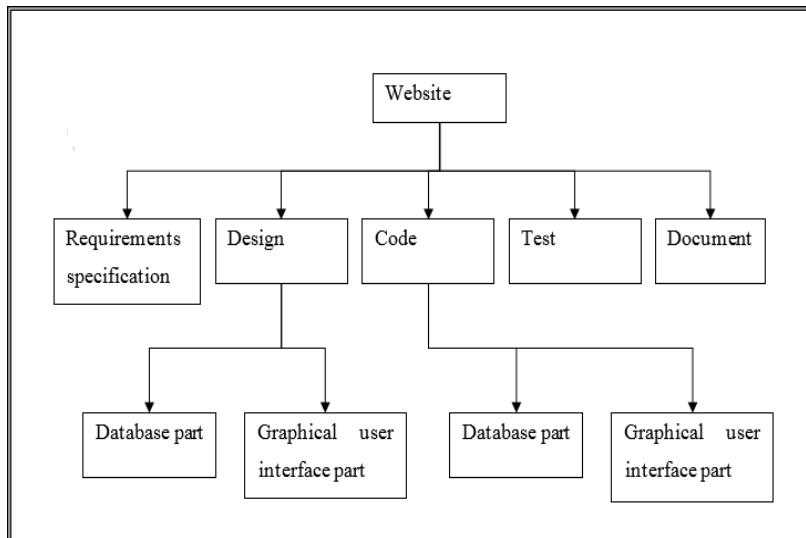 Website
Requirements
specification
Design
Code
Test
Document
Database part
Graphical user
interface part
Database part
Graphical user
interface part